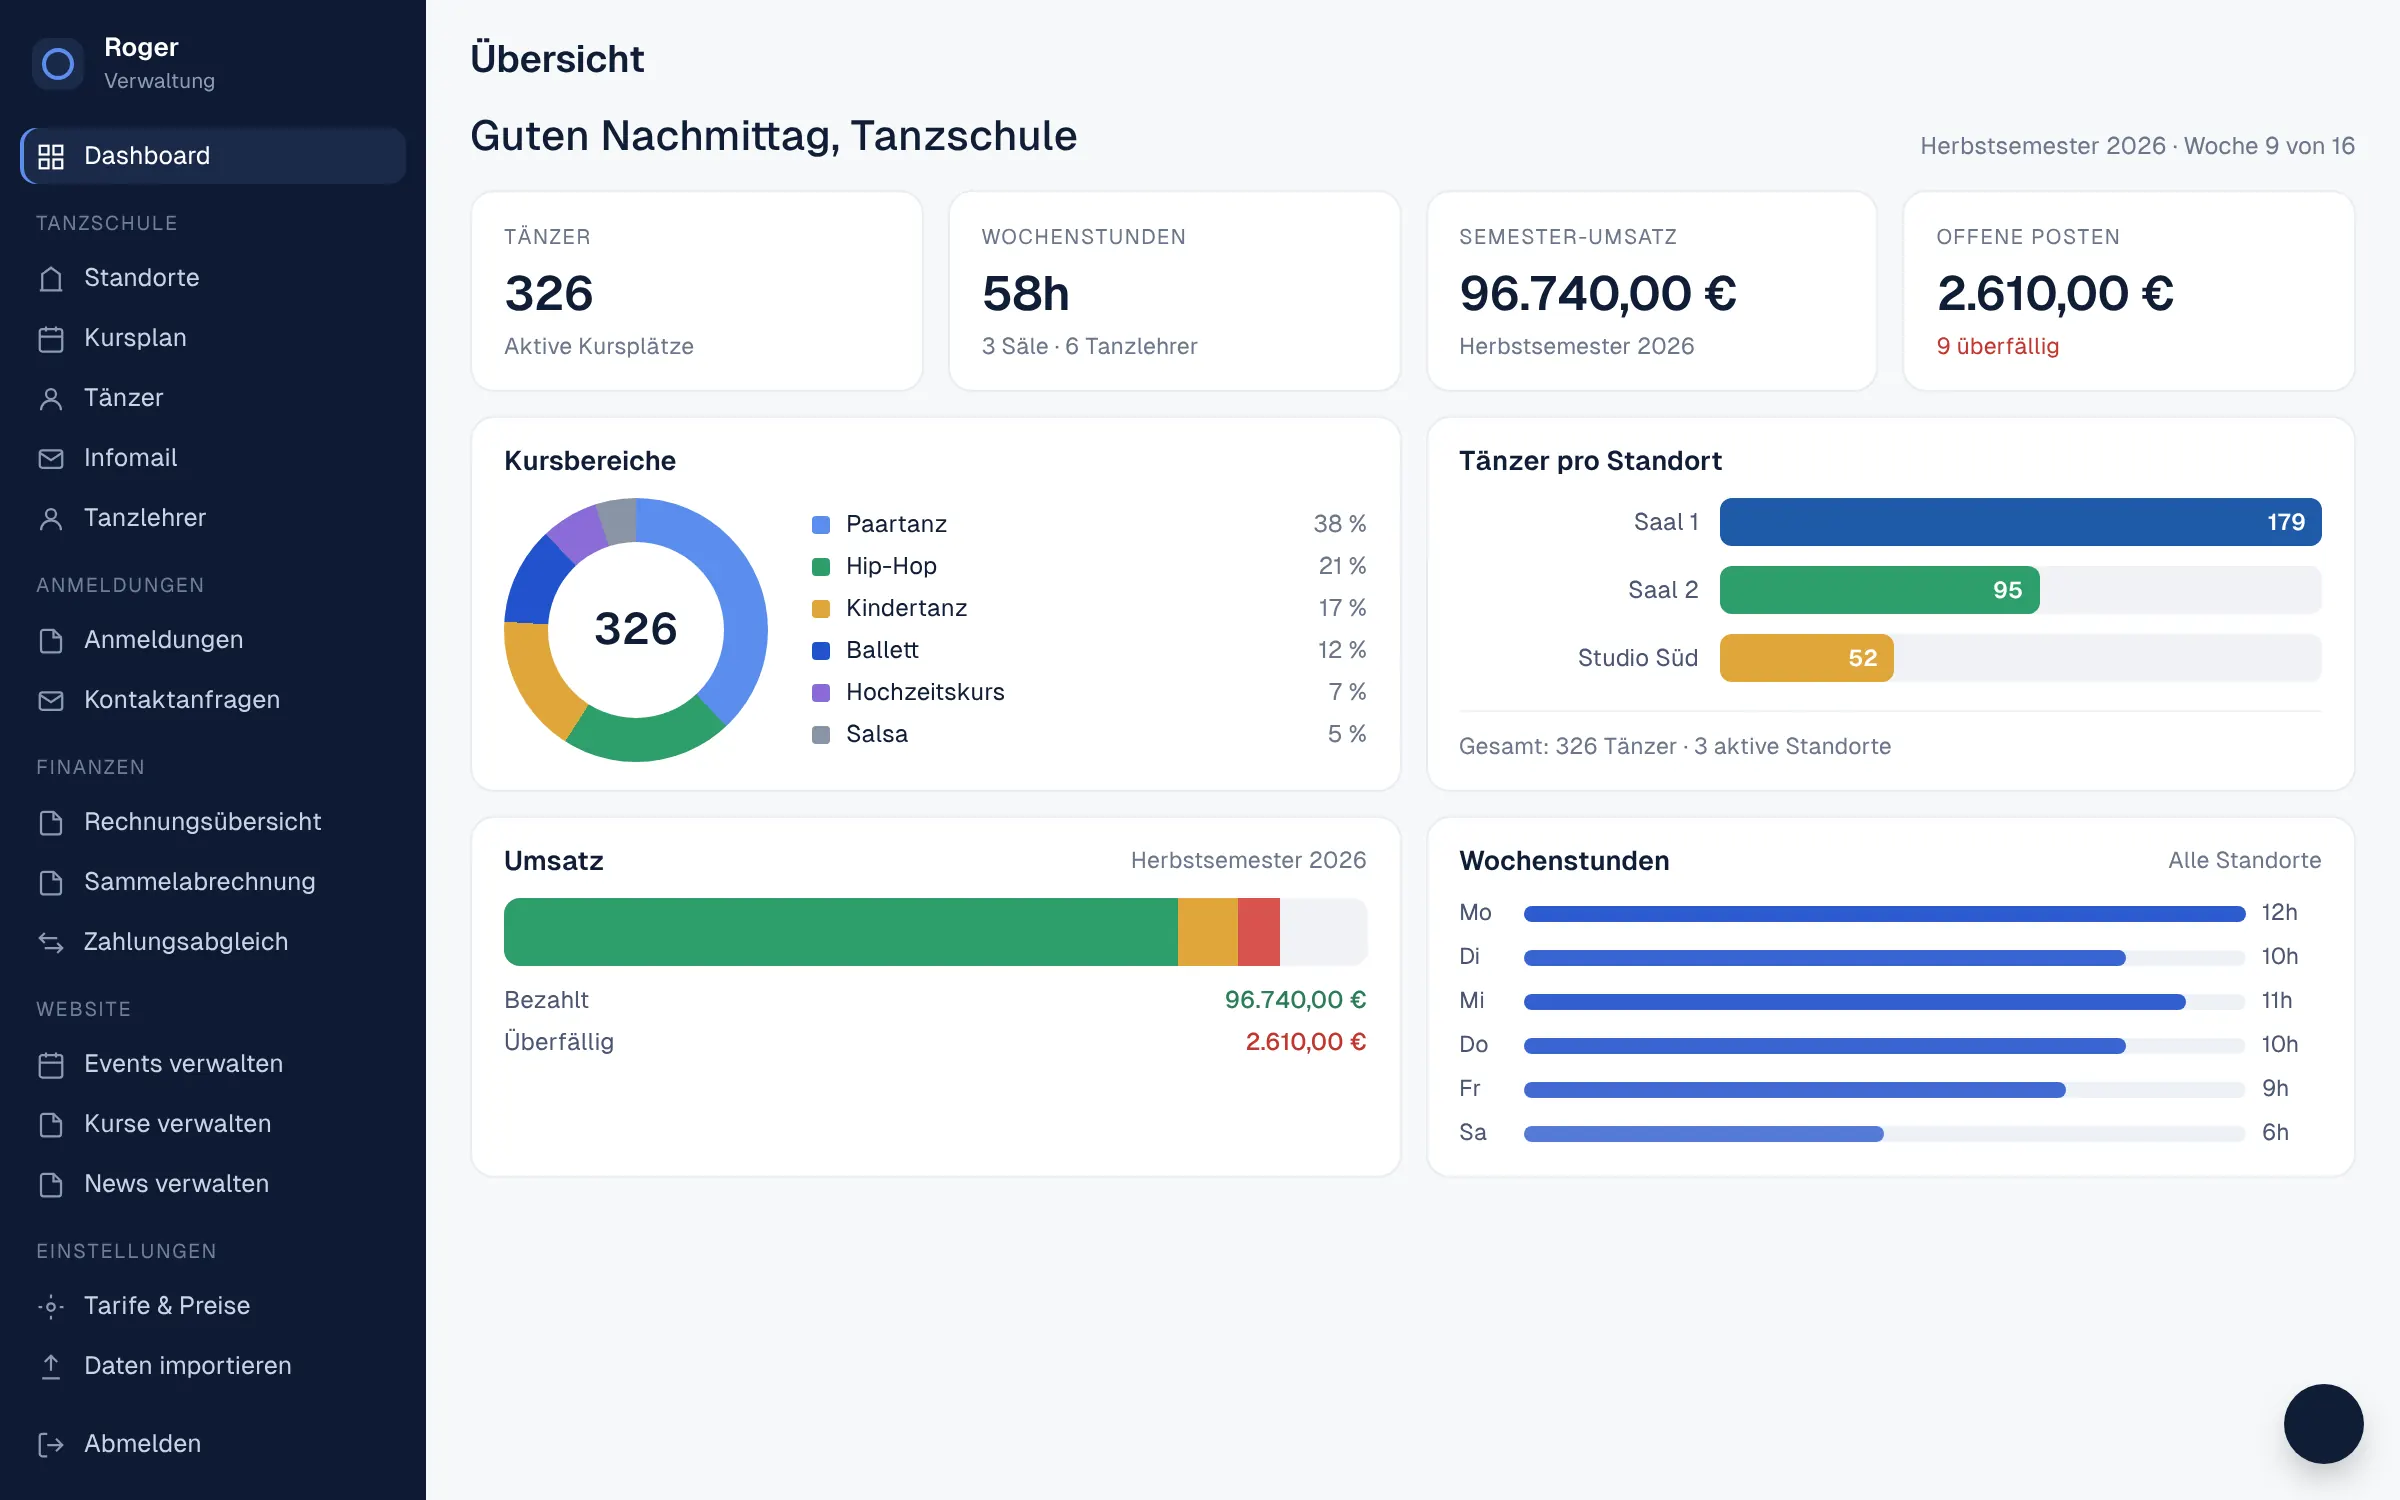 Roger
Verwaltung
Dashboard
TANZSCHULE
Standorte
Kursplan
Tänzer
Infomail
Tanzlehrer
ANMELDUNGEN
Anmeldungen
Kontaktanfragen
FINANZEN
Rechnungsübersicht
Sammelabrechnung
Zahlungsabgleich
WEBSITE
Events verwalten
Kurse verwalten
News verwalten
EINSTELLUNGEN
Tarife & Preise
Daten importieren
Abmelden
Übersicht
Guten Nachmittag, Tanzschule
Herbstsemester 2026 · Woche 9 von 16
TÄNZER
326
Aktive Kursplätze
WOCHENSTUNDEN
58h
3 Säle · 6 Tanzlehrer
SEMESTER-UMSATZ
96.740,00 €
Herbstsemester 2026
OFFENE POSTEN
2.610,00 €
9 überfällig
Kursbereiche
326
Paartanz 38 %
Hip-Hop 21 %
Kindertanz 17 %
Ballett 12 %
Hochzeitskurs 7 %
Salsa 5 %
Tänzer pro Standort
Saal 1 179
Saal 2 95
Studio Süd 52
Gesamt: 326 Tänzer · 3 aktive Standorte
Umsatz Herbstsemester 2026
Bezahlt 96.740,00 €
Überfällig 2.610,00 €
Wochenstunden Alle Standorte
Mo 12h
Di 10h
Mi 11h
Do 10h
Fr 9h
Sa 6h